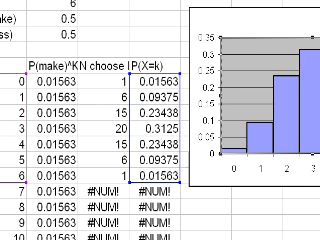 6
ke) 0.5
ss) 0.5
P(make)^K N choose P(X=k)
0 0.01563 1 0.01563
1 0.01563 6 0.09375
2 0.01563 15 0.23438
3 0.01563 20 0.3125
4 0.01563 15 0.23438
5 0.01563 6 0.09375
6 0.01563 1 0.01563
7 0.01563 #NUM! #NUM!
8 0.01563 #NUM! #NUM!
9 0.01563 #NUM! #NUM!
10 0.01563 #NUM! #NUM!
0.35
0.3
0.25
0.2
0.15
0.1
0.05
0
0 1 2 3